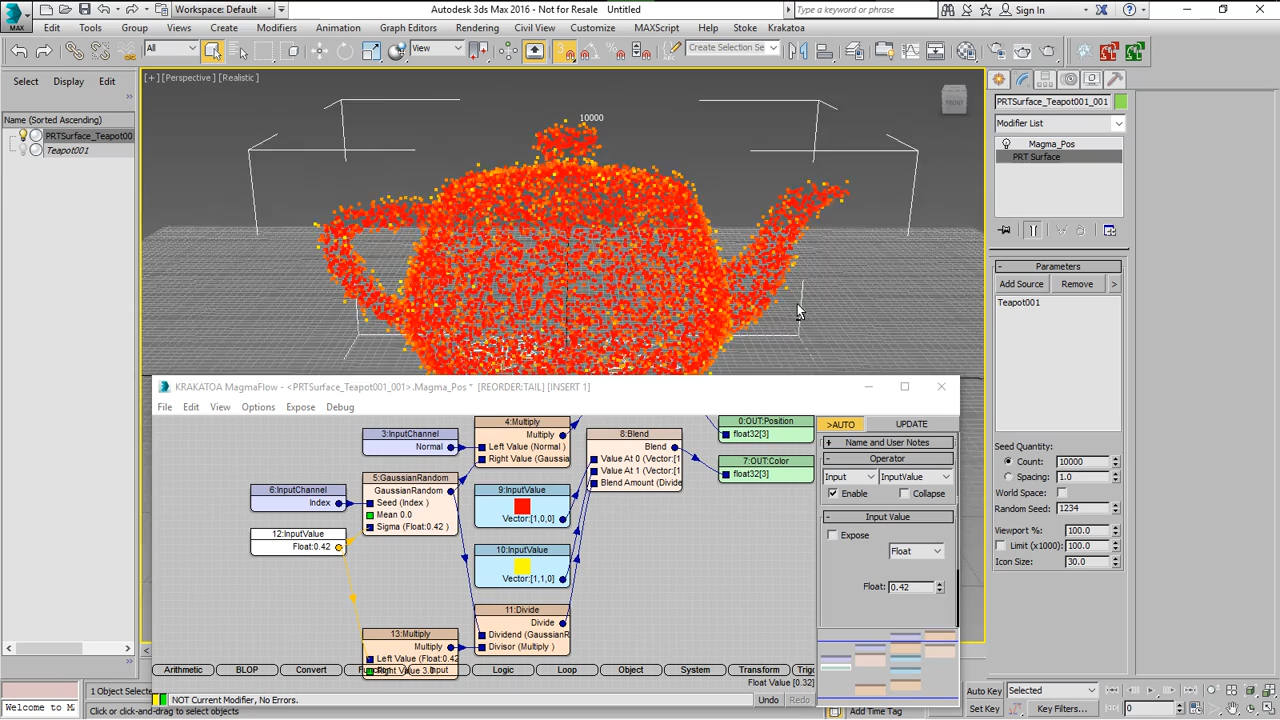 MAX
Workspace: Default
Autodesk 3ds Max 2016 - Not for Resale    Untitled
Type a keyword or phrase
Sign In
Edit Tools Group Views Create Modifiers Animation Graph Editors Rendering Civil View Customize MAXScript Stoke Krakatoa
All
View
3
Create Selection Se
Select Display Edit
Name (Sorted Ascending)
PRTSurface_Teapot00
Teapot001
[+] [Perspective] [Realistic]
10000
FRONT
PRTSurface_Teapot001_001
Modifier List
Magma_Pos
PRT Surface
Parameters
Add Source Remove >
Teapot001
Seed Quantity:
Count: 10000
Spacing: 1.0
World Space:
Random Seed: 1234
Viewport %: 100.0
Limit (x1000): 100.0
Icon Size: 30.0
KRAKATOA MagmaFlow - <PRTSurface_Teapot001_001>.Magma_Pos * [REORDER:TAIL] [INSERT 1]
File Edit View Options Expose Debug
3:InputChannel
Normal
4:Multiply
Multiply
Left Value (Normal )
Right Value (Gaussia
5:GaussianRandom
GaussianRandom
Seed (Index )
Mean 0.0
Sigma (Float:0.42 )
6:InputChannel
Index
12:InputValue
Float:0.42
9:InputValue
Vector:[1,0,0]
10:InputValue
Vector:[1,1,0]
11:Divide
Divide
Dividend (GaussianR
Divisor (Multiply )
13:Multiply
Multiply
Left Value (Float:0.42
Right Value 3.0
8:Blend
Blend
Value At 0 (Vector:[1
Value At 1 (Vector:[1
Blend Amount (Divide
0:OUT:Position
float32[3]
7:OUT:Color
float32[3]
>AUTO UPDATE
+ Name and User Notes
- Operator
Input InputValue
Enable Collapse
- Input Value
Expose
Float
Float: 0.42
Arithmetic BLOP Convert Input Logic Loop Object System Transform
Float Value [0.32]
NOT Current Modifier, No Errors.
Undo Redo
Welcome to M
1 Object Selecte
Click or click-and-drag to select objects
Add Time Tag
Auto Key Selected
Set Key Key Filters...
0